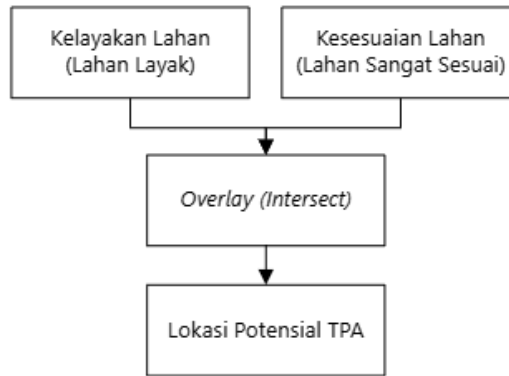 Kelayakan Lahan
(Lahan Layak)
Kesesuaian Lahan
(Lahan Sangat Sesuai)
Overlay (Intersect)
Lokasi Potensial TPA